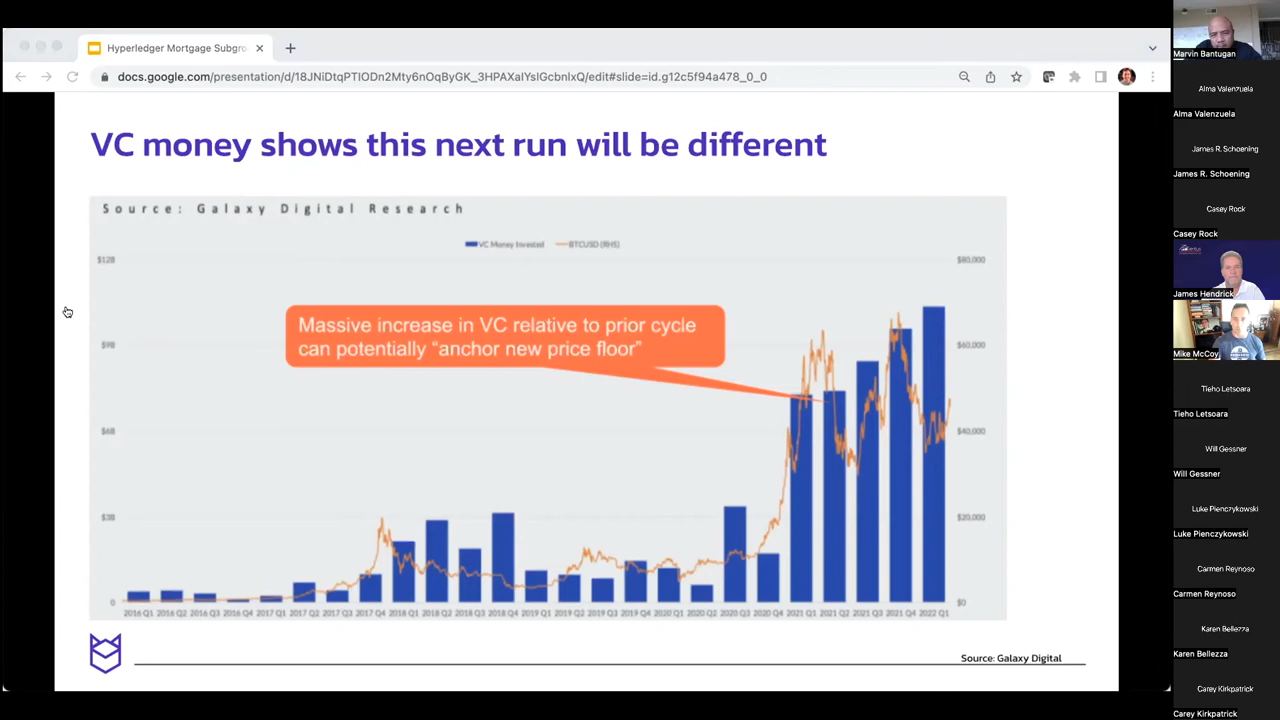 Hyperledger Mortgage Subgro
docs.google.com/presentation/d/18JNiDtqPTIODn2Mty6nOqByGK_3HPAXalYsIGcbnlxQ/edit#slide=id.g12c5f94a478_0_0
VC money shows this next run will be different
Source: Galaxy Digital Research
VC Money Invested BTCUSD (RHS)
$12B $80,000
Massive increase in VC relative to prior cycle
can potentially “anchor new price floor”
$9B $60,000
$6B $40,000
$3B $20,000
0 $0
2016 Q1 2016 Q2 2016 Q3 2016 Q4 2017 Q1 2017 Q2 2017 Q3 2017 Q4 2018 Q1 2018 Q2 2018 Q3 2018 Q4 2019 Q1 2019 Q2 2019 Q3 2019 Q4 2020 Q1 2020 Q2 2020 Q3 2020 Q4 2021 Q1 2021 Q2 2021 Q3 2021 Q4 2022 Q1
Source: Galaxy Digital
Marvin Bantugan
Alma Valenzuela
Alma Valenzuela
James R. Schoening
James R. Schoening
Casey Rock
Casey Rock
James Hendrick
Mike McCoy
Tieho Letsoara
Tieho Letsoara
Will Gessner
Will Gessner
Luke Pienczykowski
Luke Pienczykowski
Carmen Reynoso
Carmen Reynoso
Karen Bellezza
Karen Bellezza
Carey Kirkpatrick
Carey Kirkpatrick